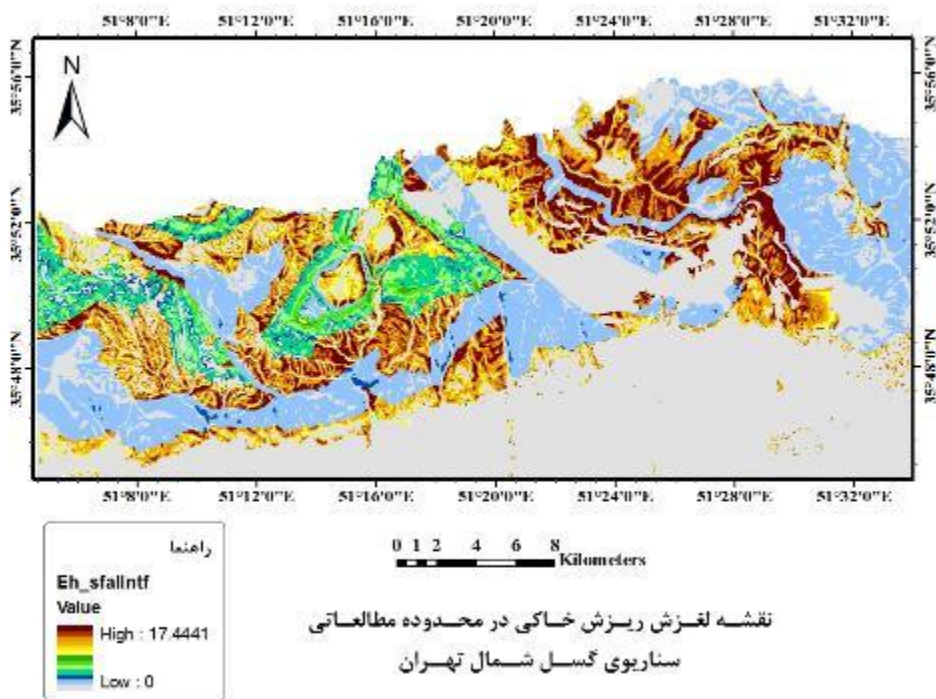 51°8'0"E 51°12'0"E 51°16'0"E 51°20'0"E 51°24'0"E 51°28'0"E 51°32'0"E
N
35°56'0"N 35°56'0"N
35°52'0"N 35°52'0"N
35°48'0"N 35°48'0"N
51°8'0"E 51°12'0"E 51°16'0"E 51°20'0"E 51°24'0"E 51°28'0"E 51°32'0"E
راهنما
Eh_sfallntf
Value
High : 17.4441
Low : 0
0 1 2 4 6 8
Kilometers
نقشه لغزش ریزش خاکی در محدوده مطالعاتی
سناریوی گسل شمال تهران